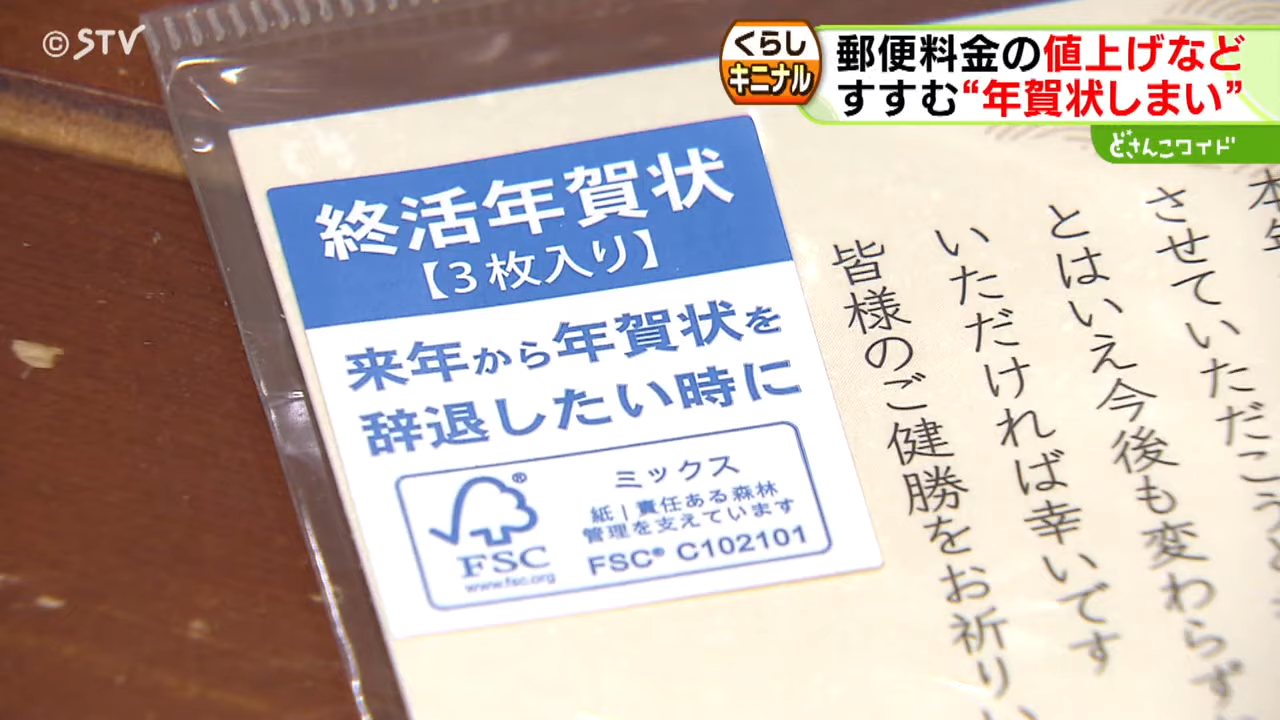 © STV
くらし
キニナル
郵便料金の値上げなど
すすむ“年賀状しまい”
どさんこワイド
終活年賀状
【3枚入り】
来年から年賀状を
辞退したい時に
FSC®
www.fsc.org
ミックス
紙|責任ある森林
管理を支えています
FSC® C102101
させていただこう
とはいえ今後も変わらず
いただければ幸いです
皆様のご健勝をお祈り